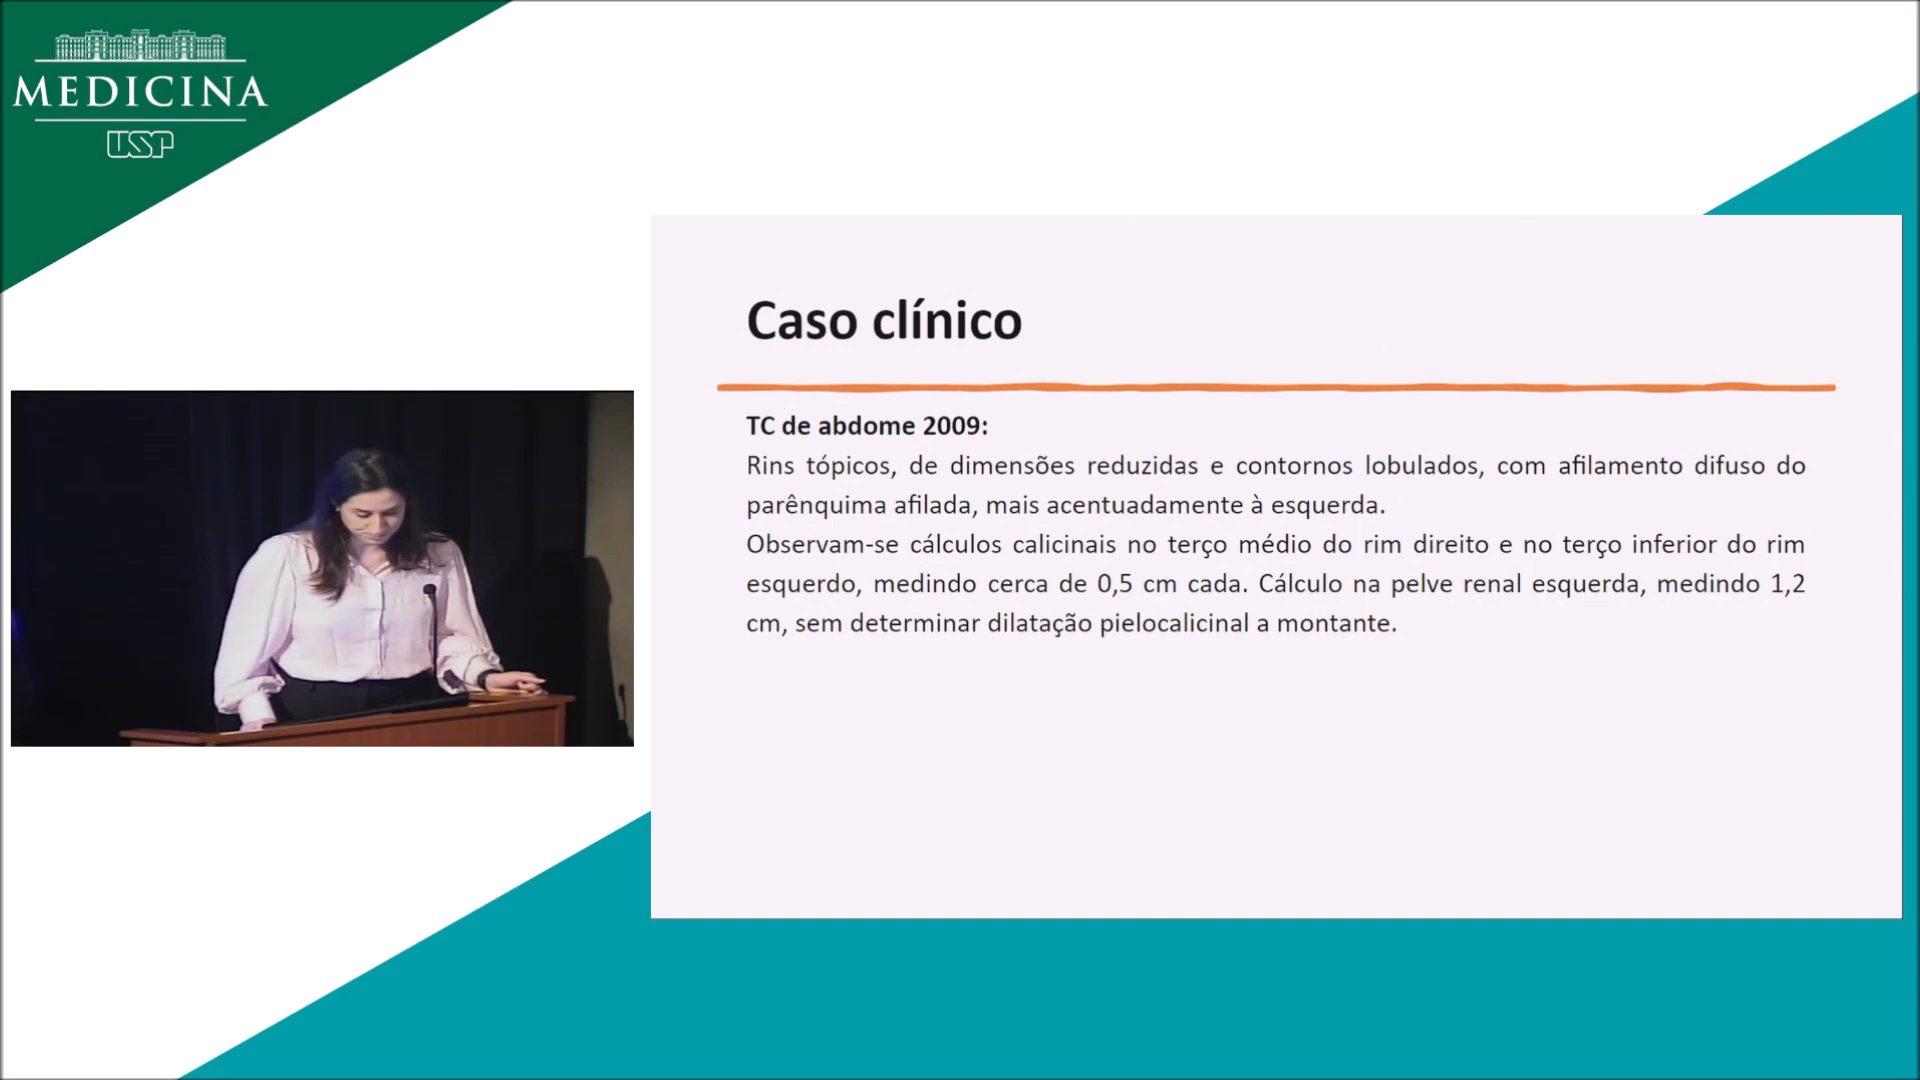 MEDICINA
USP
Caso clínico
TC de abdome 2009:
Rins tópicos, de dimensões reduzidas e contornos lobulados, com afilamento difuso do
parênquima afilada, mais acentuadamente à esquerda.
Observam-se cálculos calicinais no terço médio do rim direito e no terço inferior do rim
esquerdo, medindo cerca de 0,5 cm cada. Cálculo na pelve renal esquerda, medindo 1,2
cm, sem determinar dilatação pielocalicinal a montante.